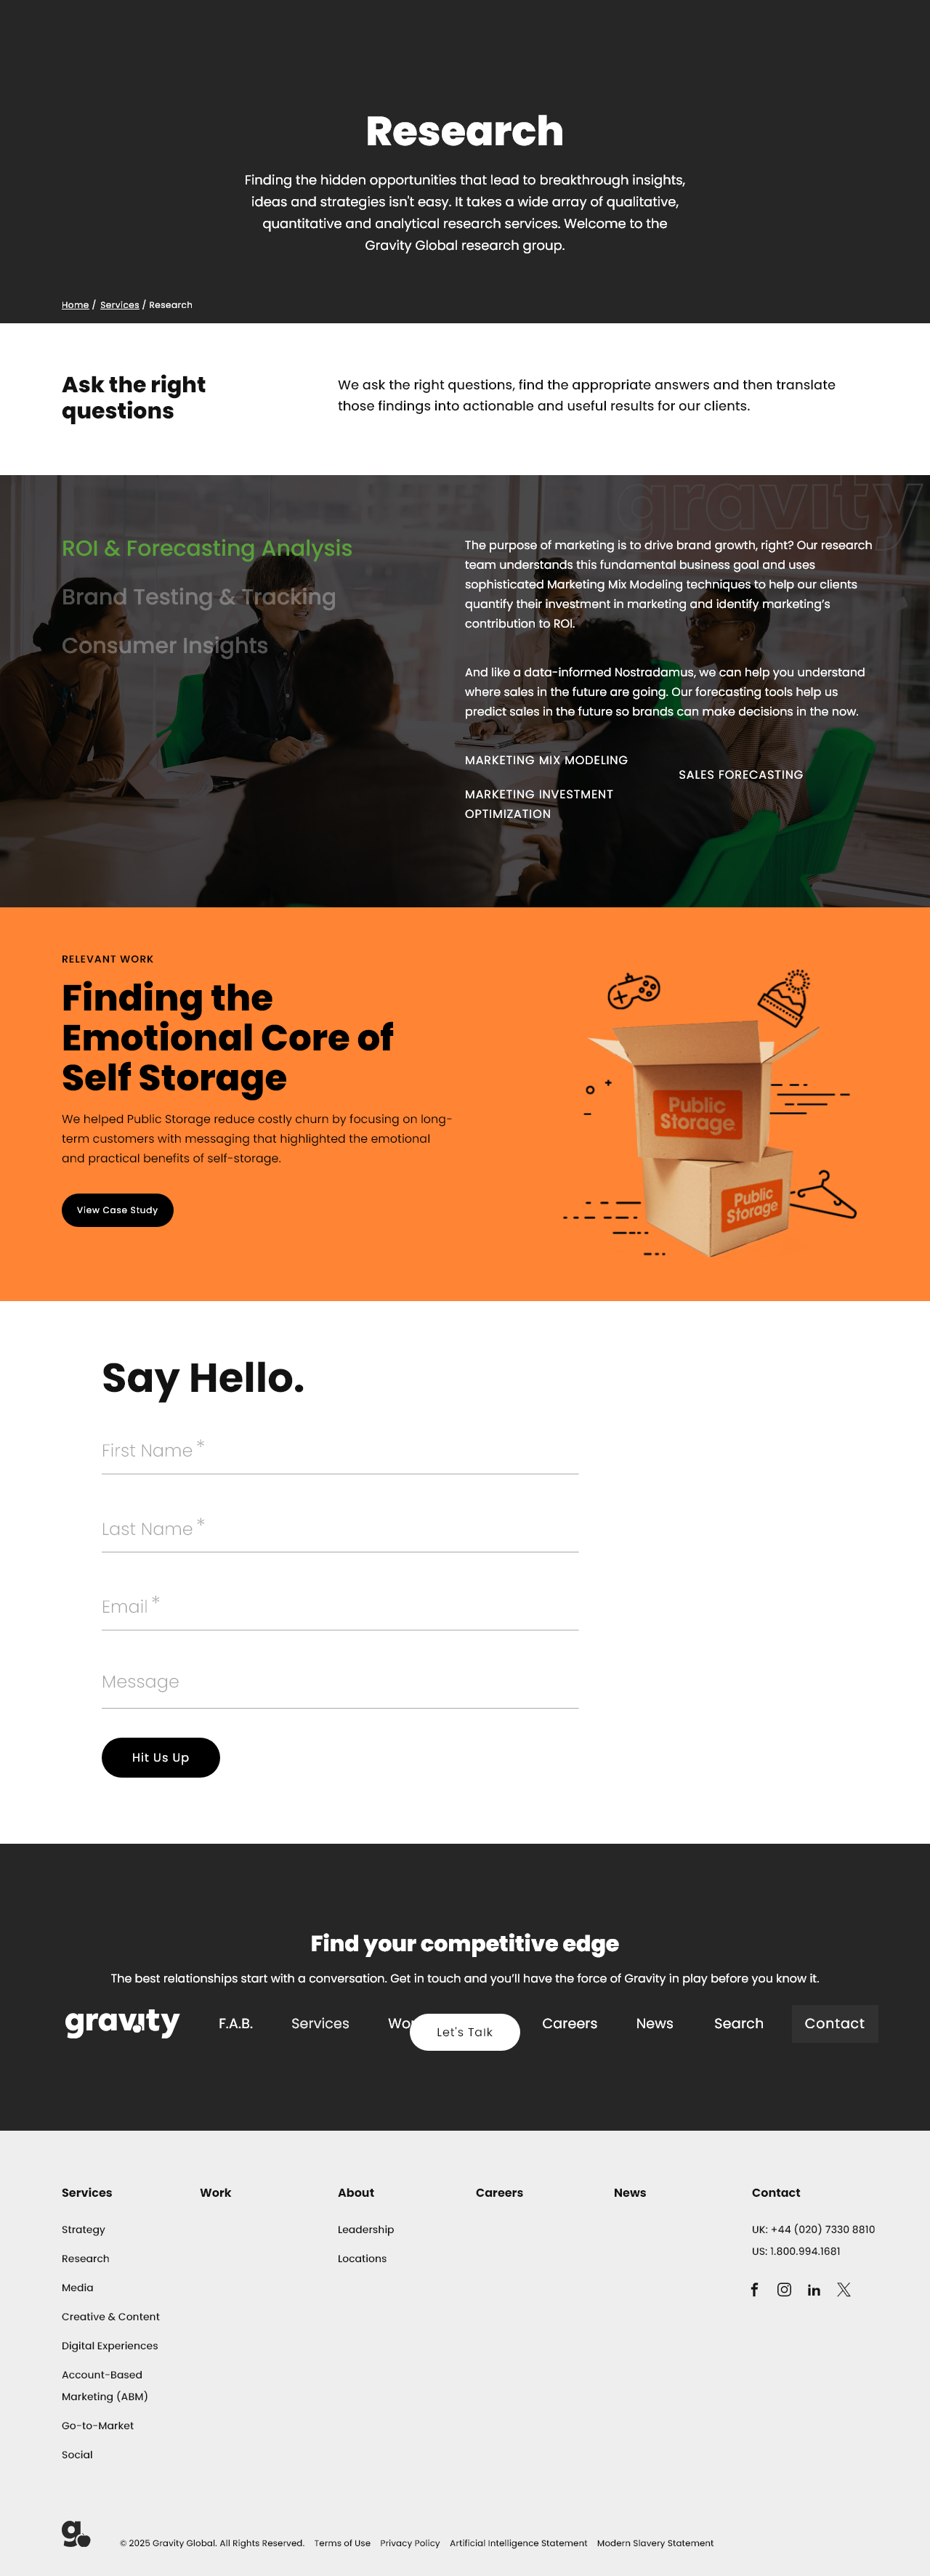 Research
Finding the hidden opportunities that lead to breakthrough insights,
ideas and strategies isn't easy. It takes a wide array of qualitative,
quantitative and analytical research services. Welcome to the
Gravity Global research group.
Home / Services / Research
Ask the right
questions
We ask the right questions, find the appropriate answers and then translate
those findings into actionable and useful results for our clients.
gravity
ROI & Forecasting Analysis
Brand Testing & Tracking
Consumer Insights
The purpose of marketing is to drive brand growth, right? Our research
team understands this fundamental business goal and uses
sophisticated Marketing Mix Modeling techniques to help our clients
quantify their investment in marketing and identify marketing's
contribution to ROI.
And like a data-informed Nostradamus, we can help you understand
where sales in the future are going. Our forecasting tools help us
predict sales in the future so brands can make decisions in the now.
MARKETING MIX MODELING
SALES FORECASTING
MARKETING INVESTMENT
OPTIMIZATION
RELEVANT WORK
Finding the
Emotional Core of
Self Storage
We helped Public Storage reduce costly churn by focusing on long-
term customers with messaging that highlighted the emotional
and practical benefits of self-storage.
View Case Study
Public
Storage
Public
Storage
Say Hello.
First Name *
Last Name *
Email *
Message
Hit Us Up
Find your competitive edge
The best relationships start with a conversation. Get in touch and you'll have the force of Gravity in play before you know it.
gravity F.A.B. Services Let's Talk Careers News Search Contact
Services Work About Careers News Contact
Strategy
Research
Media
Creative & Content
Digital Experiences
Account-Based
Marketing (ABM)
Go-to-Market
Social
Leadership
Locations
UK: +44 (020) 7330 8810
US: 1.800.994.1681
g
© 2025 Gravity Global. All Rights Reserved. Terms of Use Privacy Policy Artificial Intelligence Statement Modern Slavery Statement